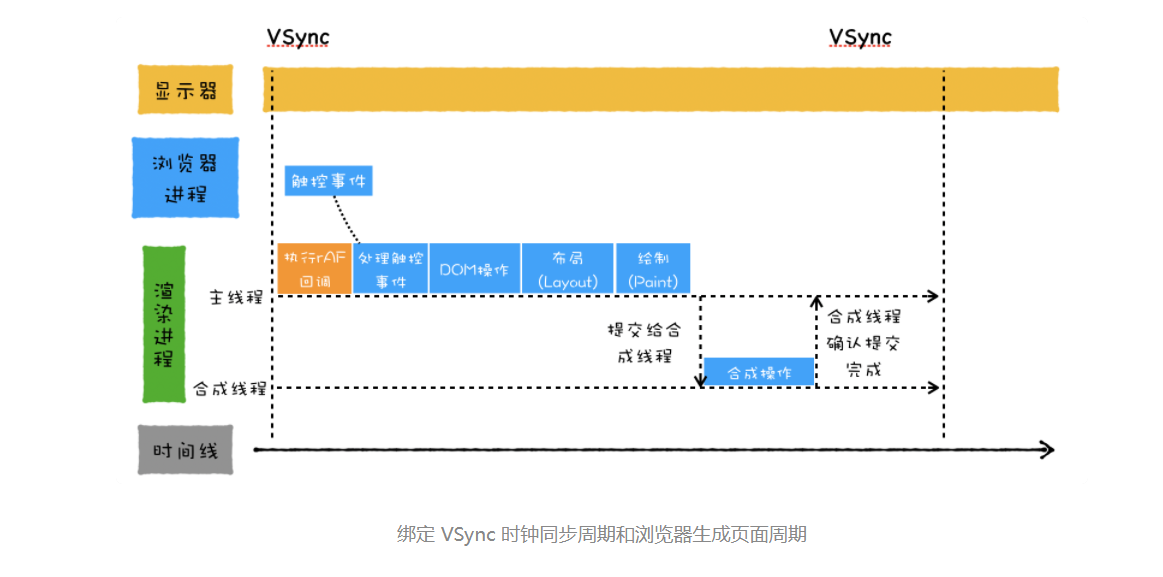 VSync
VSync
显示器
浏览器
进程
触控事件
执行rAF
回调
处理触控
事件
DOM操作
布局
(Layout)
绘制
(Paint)
渲染进程
主线程
提交给合
成线程
合成线程
确认提交
完成
合成操作
合成线程
时间线
绑定 VSync 时钟同步周期和浏览器生成页面周期